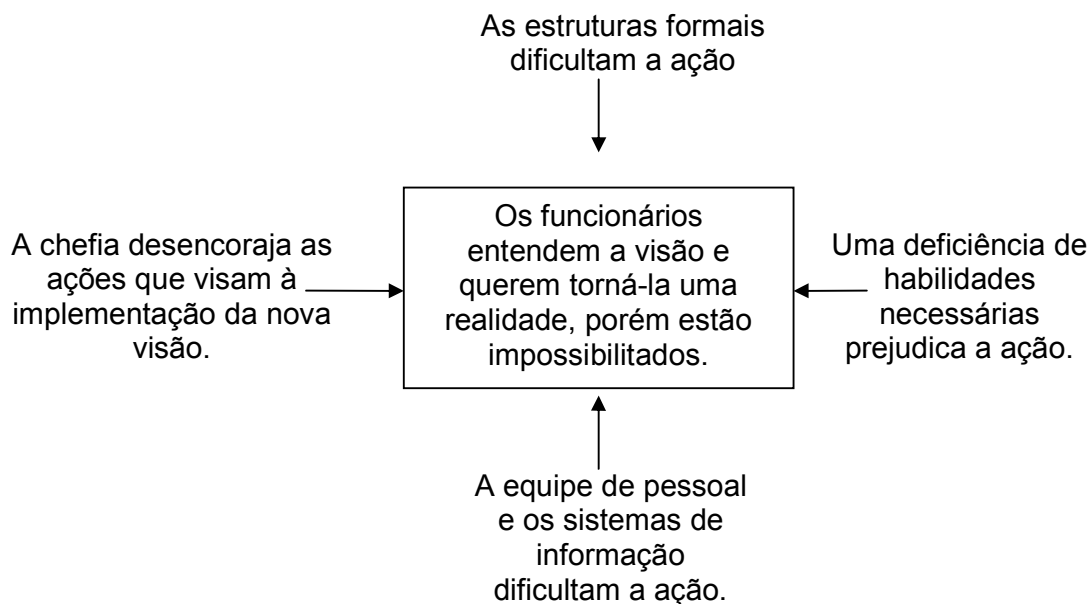 As estruturas formais
dificultam a ação
A chefia desencoraja as
ações que visam à
implementação da nova
visão.
Os funcionários
entendem a visão e
querem torná-la uma
realidade, porém estão
impossibilitados.
Uma deficiência de
habilidades
necessárias
prejudica a ação.
A equipe de pessoal
e os sistemas de
informação
dificultam a ação.